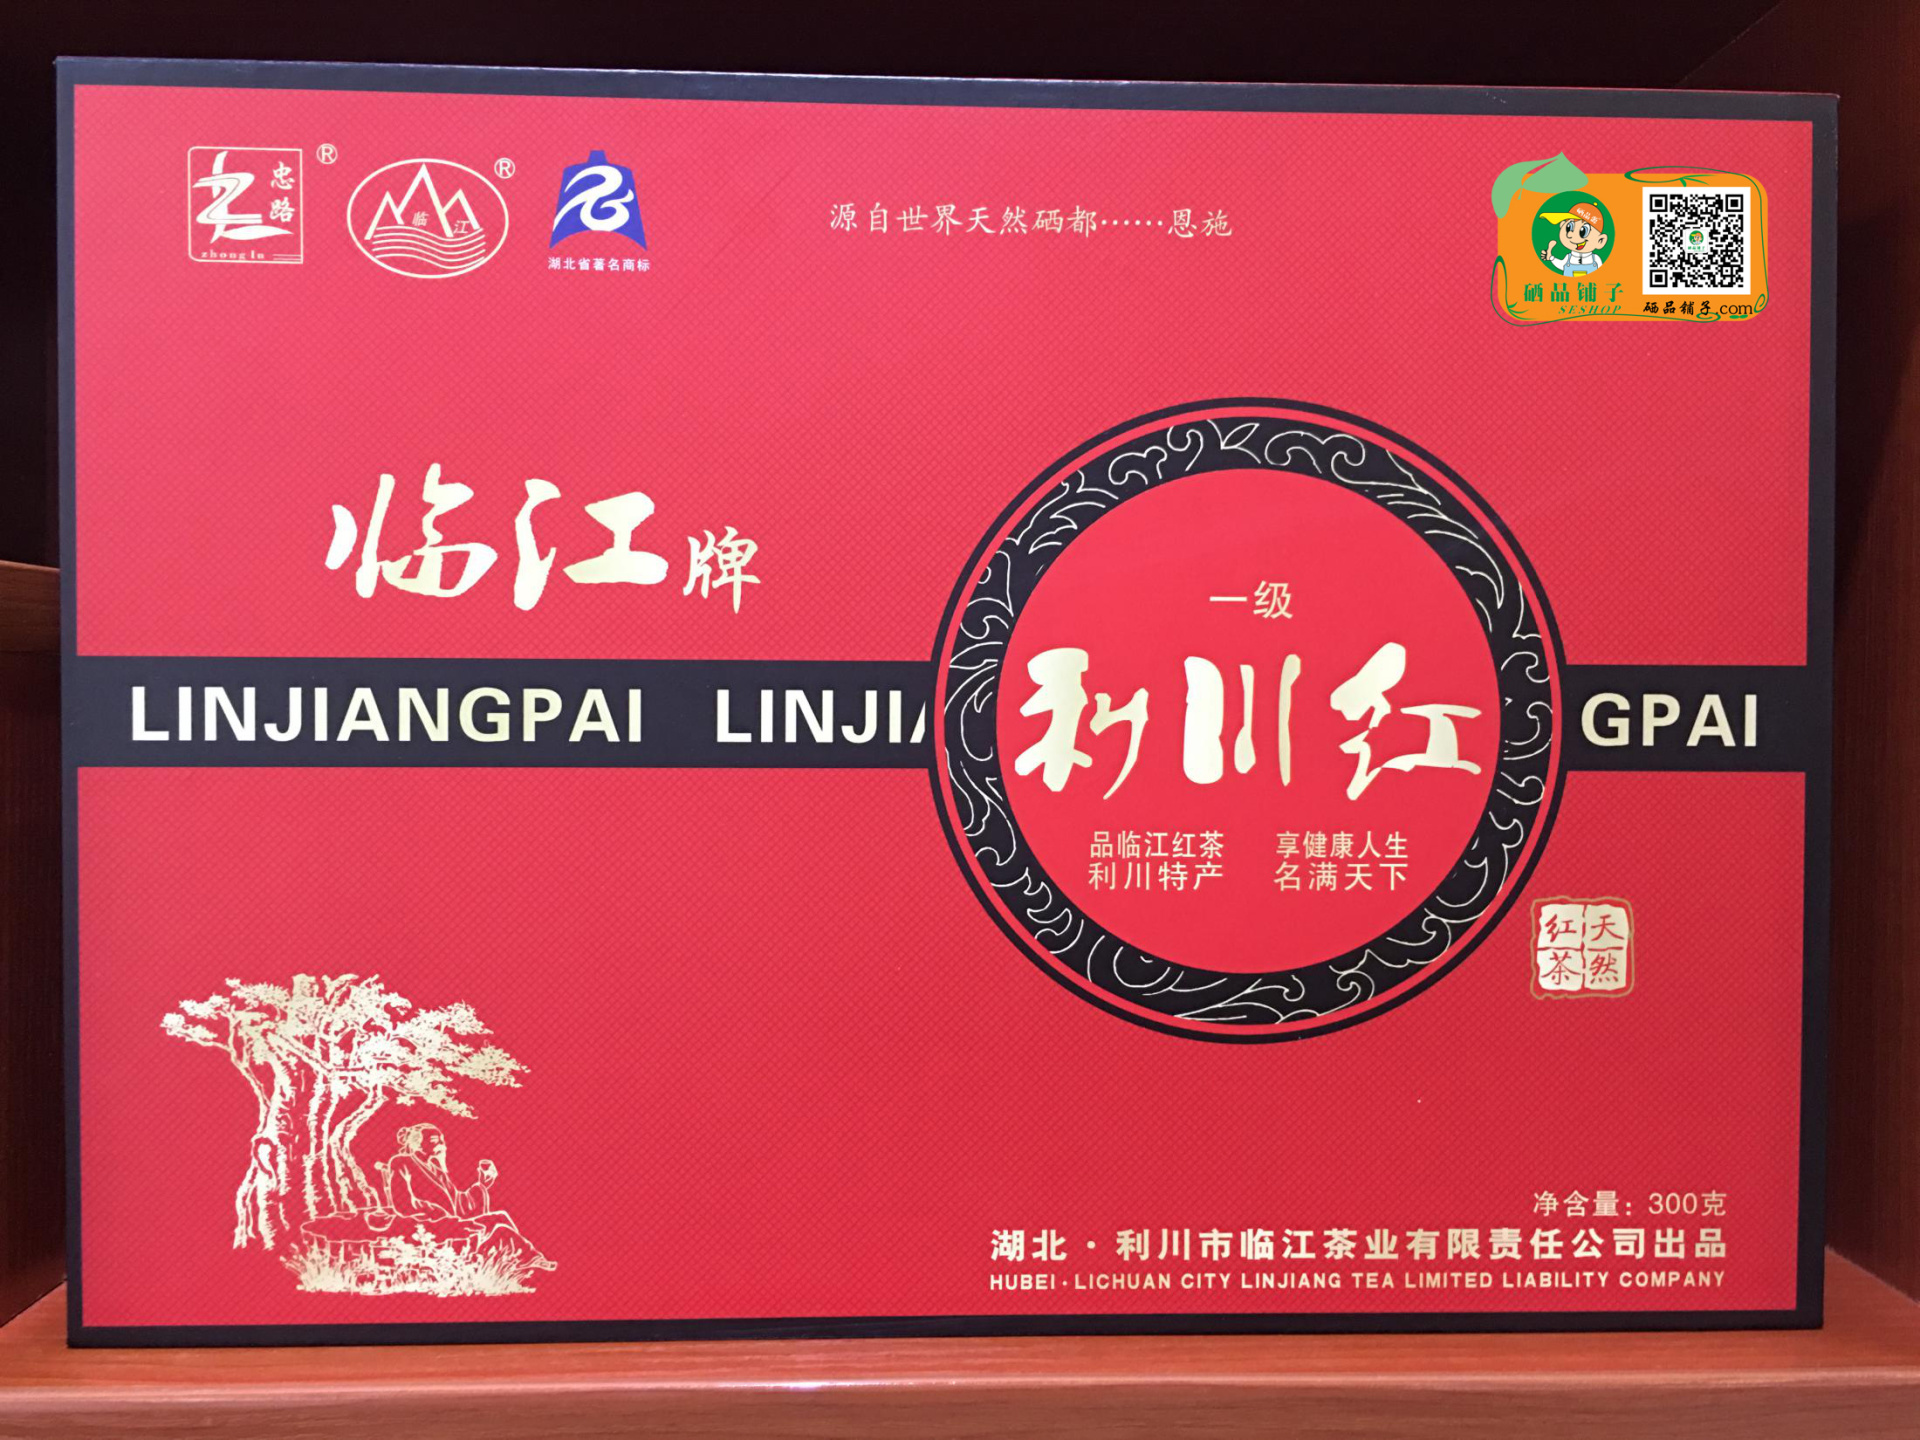 忠路
zhong lu
®
临江
®
湖北省著名商标
源自世界天然硒都······恩施
硒品铺子
SESHOP
硒品铺子.com
临江牌
LINJIANGPAI LINJIA
GPAI
一级
利川红
品临江红茶 享健康人生
利川特产 名满天下
天然
红茶
净含量：300克
湖北·利川市临江茶业有限责任公司出品
HUBEI·LICHUAN CITY LINJIANG TEA LIMITED LIABILITY COMPANY